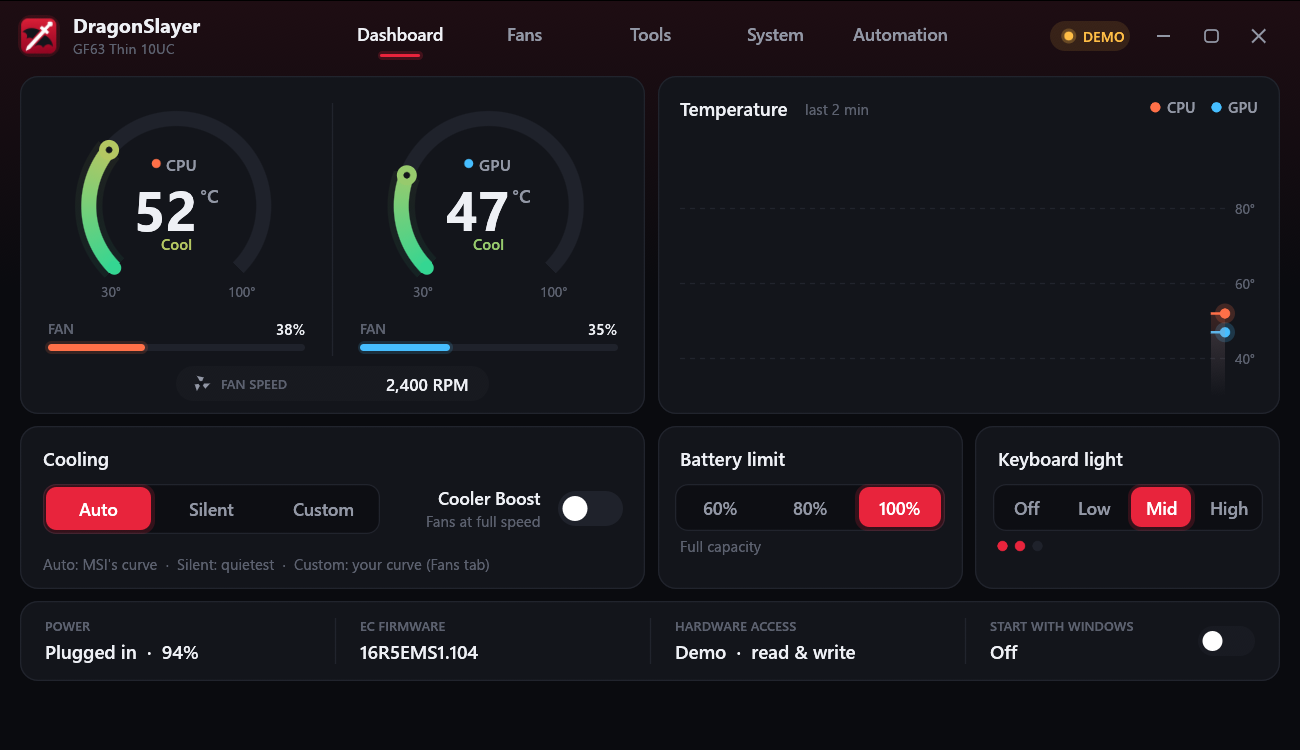 DragonSlayer
GF63 Thin 10UC
Dashboard
Fans
Tools
System
Automation
DEMO
CPU
52 °C
Cool
30°
100°
FAN
38%
GPU
47 °C
Cool
30°
100°
FAN
35%
FAN SPEED
2,400 RPM
Temperature
last 2 min
CPU
GPU
80°
60°
40°
Cooling
Auto
Silent
Custom
Cooler Boost
Fans at full speed
Auto: MSI's curve · Silent: quietest · Custom: your curve (Fans tab)
Battery limit
60%
80%
100%
Full capacity
Keyboard light
Off
Low
Mid
High
POWER
Plugged in · 94%
EC FIRMWARE
16R5EMS1.104
HARDWARE ACCESS
Demo · read & write
START WITH WINDOWS
Off